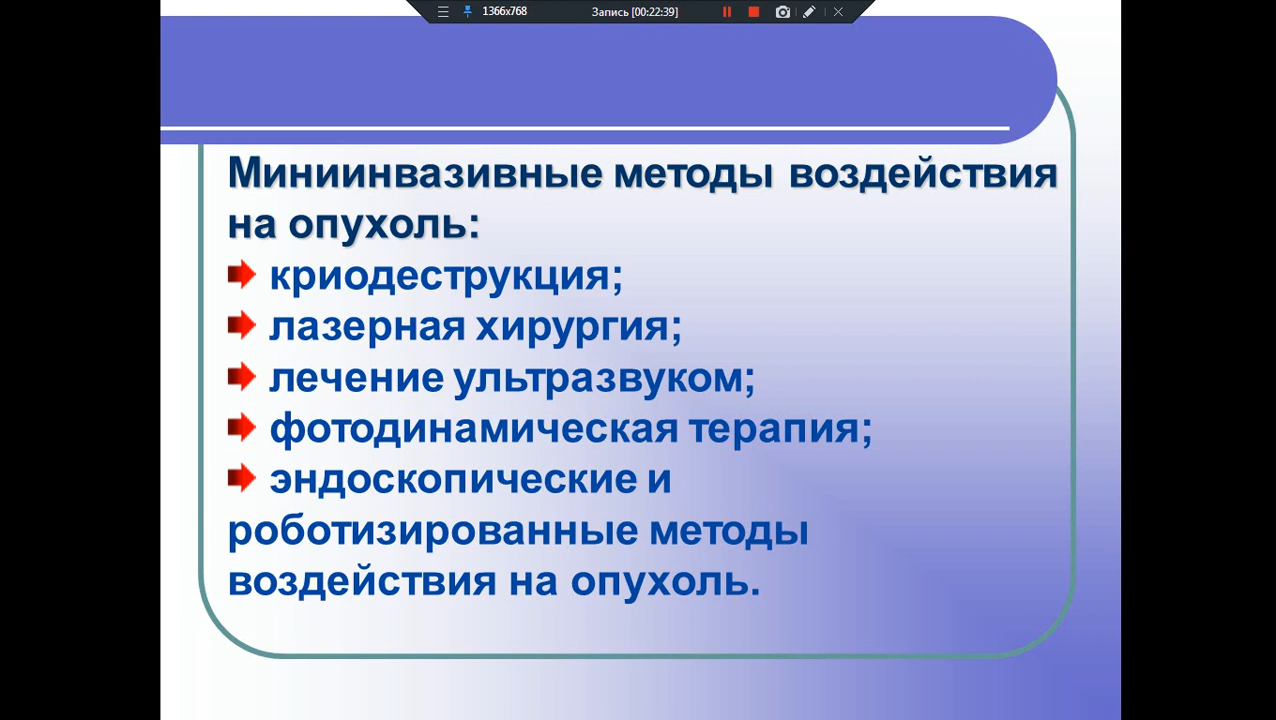 1366x768
Запись [00:22:39]
Миниинвазивные методы воздействия
на опухоль:
криодеструкция;
лазерная хирургия;
лечение ультразвуком;
фотодинамическая терапия;
эндоскопические и
роботизированные методы
воздействия на опухоль.